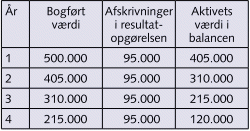 År Bogført værdi Afskrivninger i resultat-opgørelsen Aktivets værdi i balancen
1 500.000 95.000 405.000
2 405.000 95.000 310.000
3 310.000 95.000 215.000
4 215.000 95.000 120.000